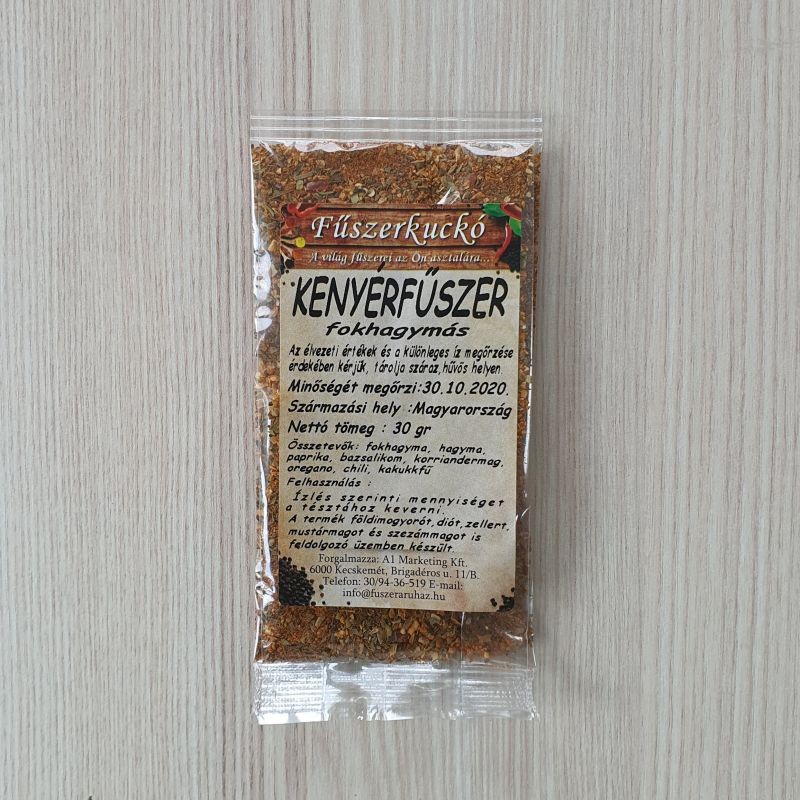 Fűszerkuckó
A világ fűszerei az Ön asztalára...
KENYÉRFŰSZER
fokhagymás
Az élvezeti értékek és a különleges íz megőrzése
érdekében kérjük, tárolja száraz,hűvös helyen.
Minőségét megőrzi:30.10.2020.
Származási hely :Magyarország
Nettó tömeg : 30 gr
Összetevők: fokhagyma, hagyma,
paprika, bazsalikom, korriandermag,
oregano, chili, kakukkfű
Felhasználás :
Ízlés szerinti mennyiséget
a tésztához keverni.
A termék földimogyorót,diót,zellert,
mustármagot és szezámmagot is
feldolgozó üzemben készült.
Forgalmazza: A1 Marketing Kft.
6000 Kecskemét, Brigadéros u. 11/B.
Telefon: 30/94-36-519 E-mail:
info@fuszeraruhaz.hu